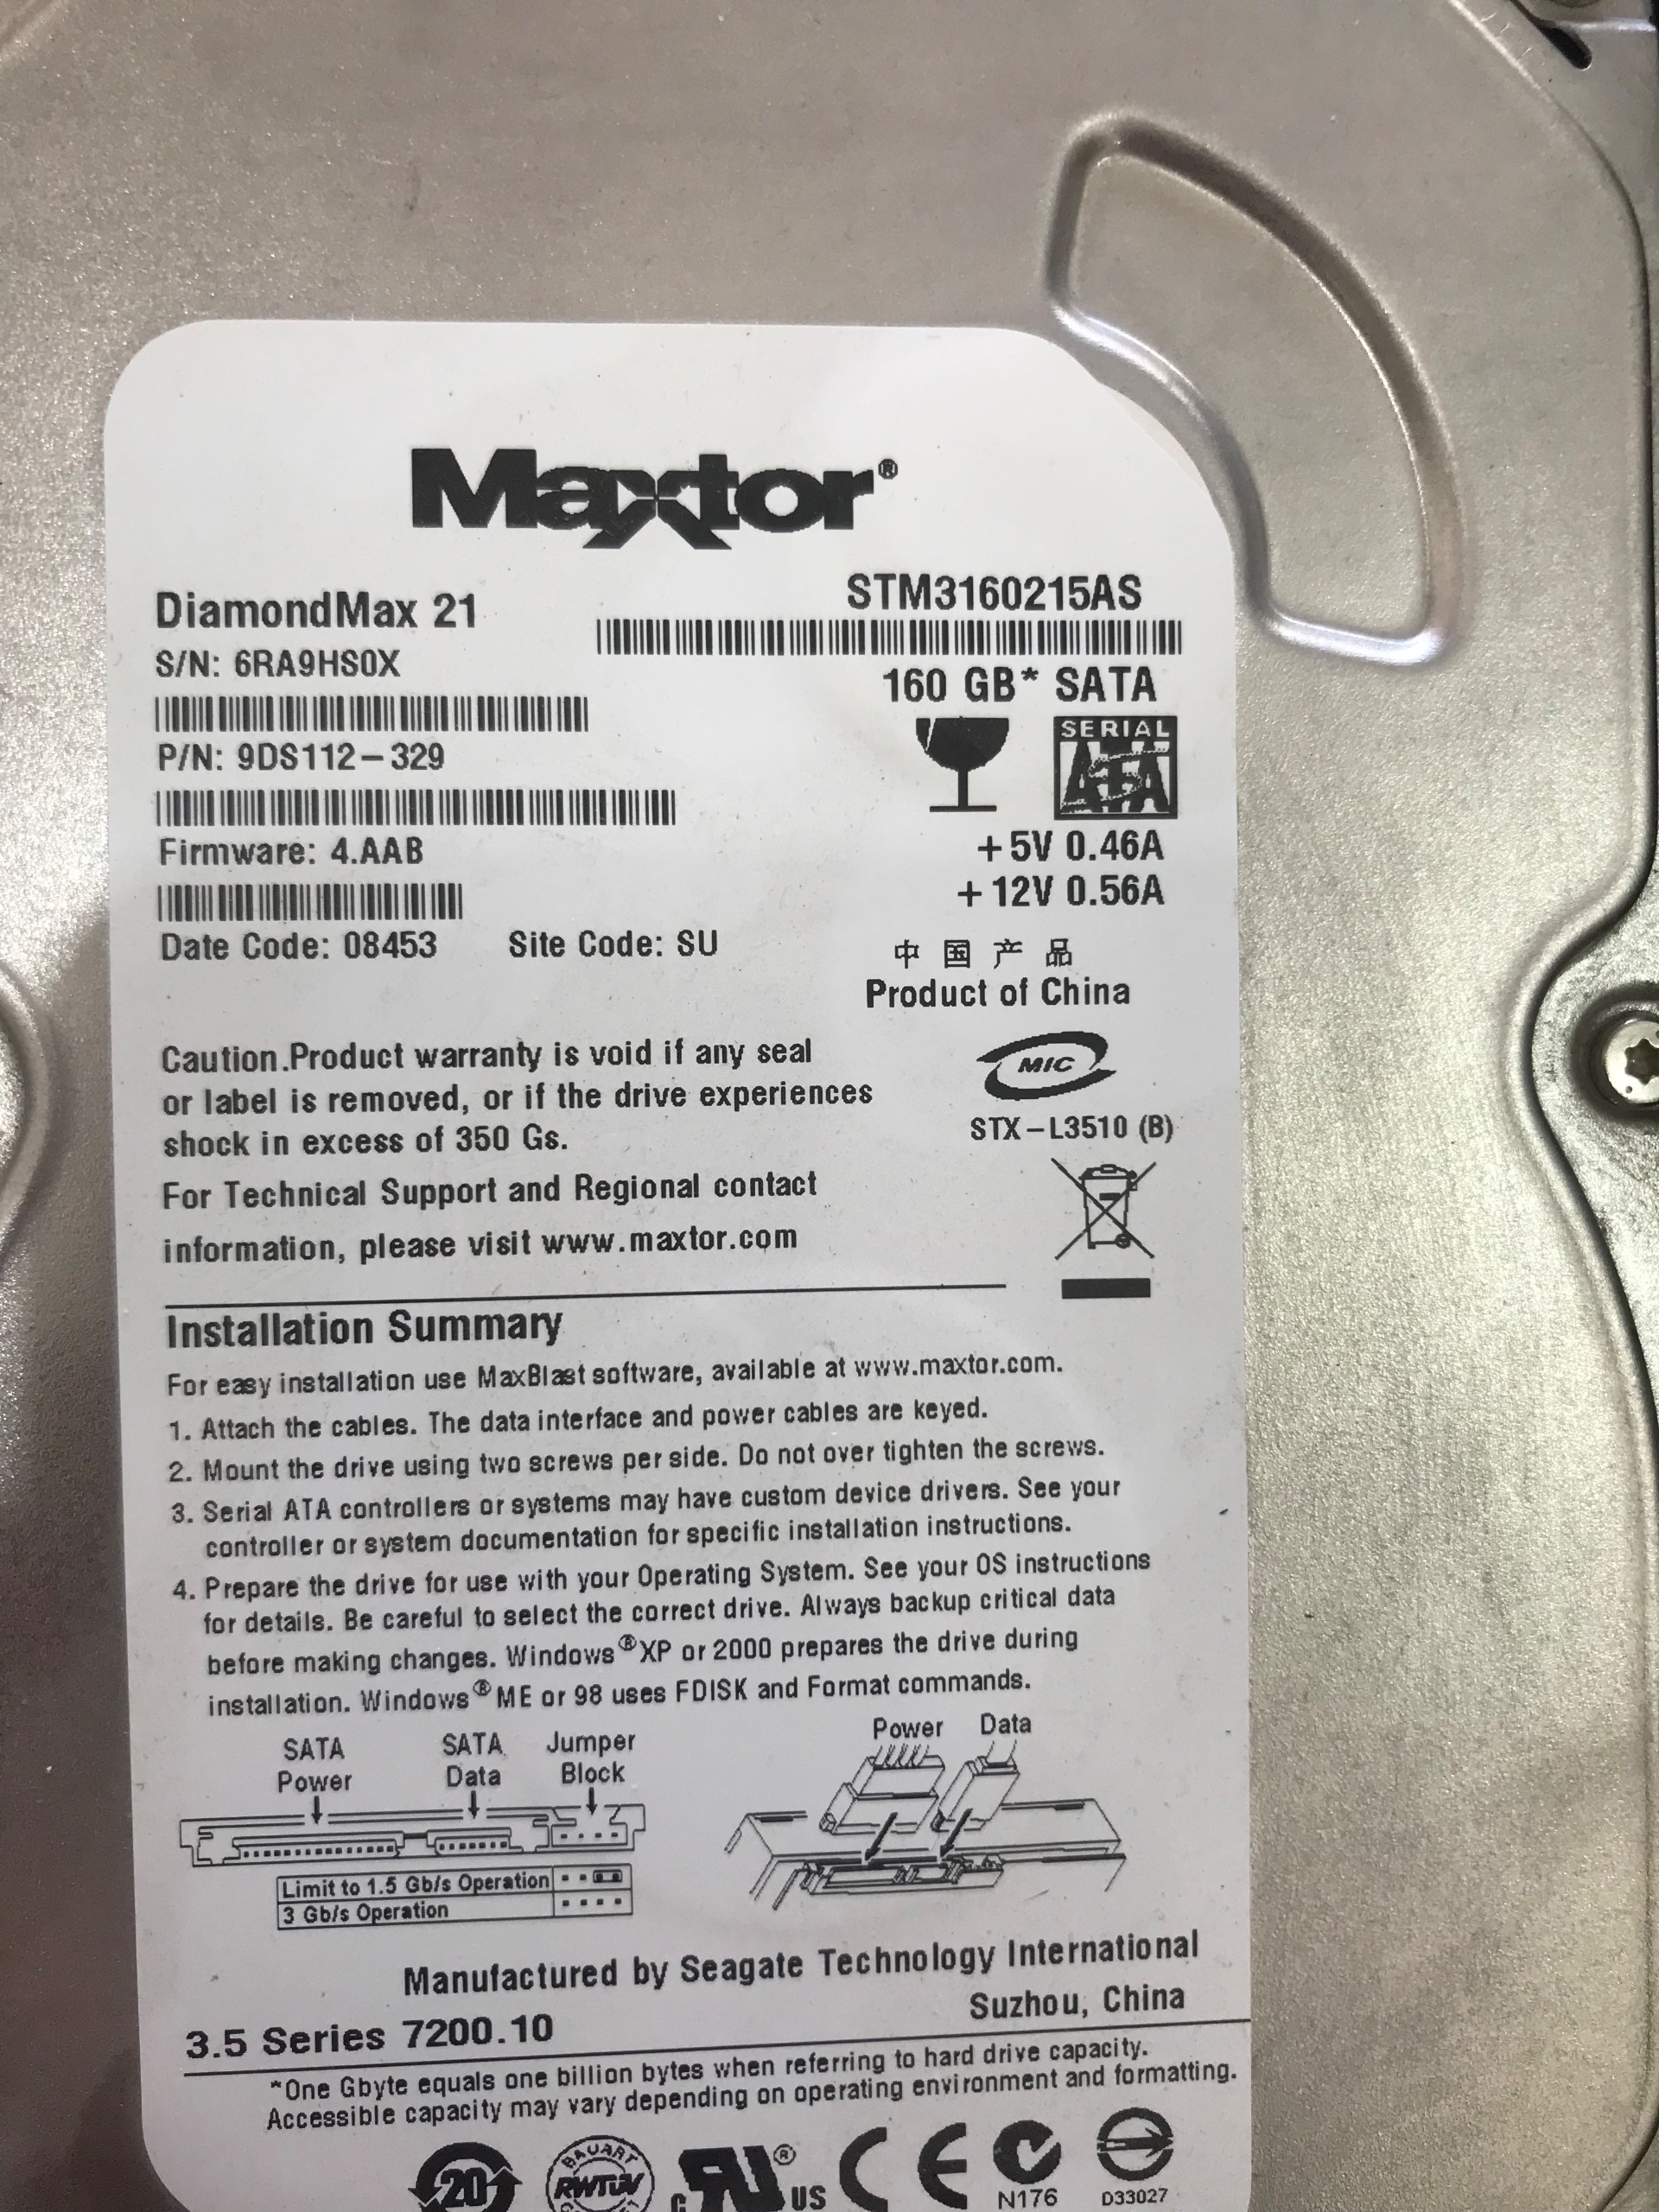 Maxtor®
DiamondMax 21
STM3160215AS
S/N: 6RA9HS0X
160 GB* SATA
SERIAL
ATA
P/N: 9DS112-329
Firmware: 4.AAB
+5V 0.46A
+12V 0.56A
Date Code: 08453 Site Code: SU
中国产品
Product of China
Caution.Product warranty is void if any seal
or label is removed, or if the drive experiences
shock in excess of 350 Gs.
MIC
STX-L3510 (B)
For Technical Support and Regional contact
information, please visit www.maxtor.com
Installation Summary
For easy installation use MaxBlast software, available at www.maxtor.com.
1. Attach the cables. The data interface and power cables are keyed.
2. Mount the drive using two screws per side. Do not over tighten the screws.
3. Serial ATA controllers or systems may have custom device drivers. See your
controller or system documentation for specific installation instructions.
4. Prepare the drive for use with your Operating System. See your OS instructions
for details. Be careful to select the correct drive. Always backup critical data
before making changes. Windows®XP or 2000 prepares the drive during
installation. Windows®ME or 98 uses FDISK and Format commands.
SATA Power
SATA Data
Jumper Block
Power Data
Limit to 1.5 Gb/s Operation
3 Gb/s Operation
Manufactured by Seagate Technology International
Suzhou, China
3.5 Series 7200.10
*One Gbyte equals one billion bytes when referring to hard drive capacity.
Accessible capacity may vary depending on operating environment and formatting.
20
BAUART
RWTÜV
c US ®
CE
N176
D33027